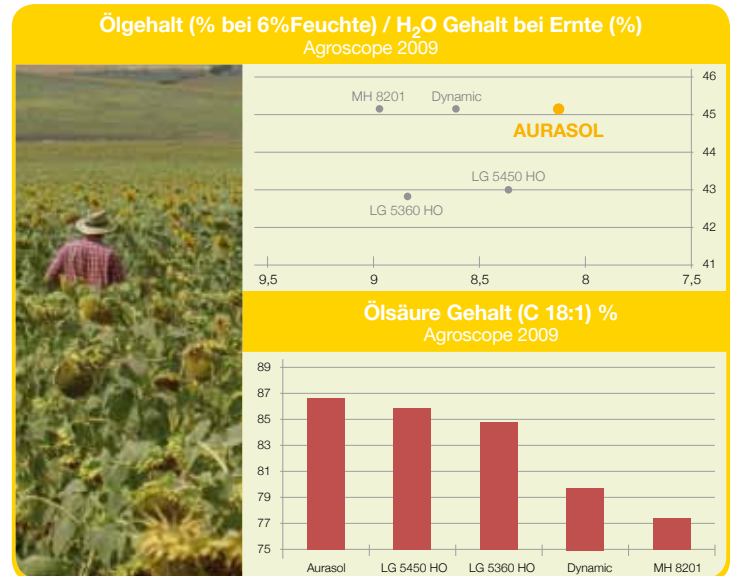 Ölgehalt (% bei 6%Feuchte) / H₂O Gehalt bei Ernte (%)
Agroscope 2009
46
MH 8201 Dynamic
45
AURASOL
44
LG 5450 HO
43
LG 5360 HO
42
41
9,5 9 8,5 8 7,5
Ölsäure Gehalt (C 18:1) %
Agroscope 2009
89
87
85
83
81
79
77
75
Aurasol LG 5450 HO LG 5360 HO Dynamic MH 8201